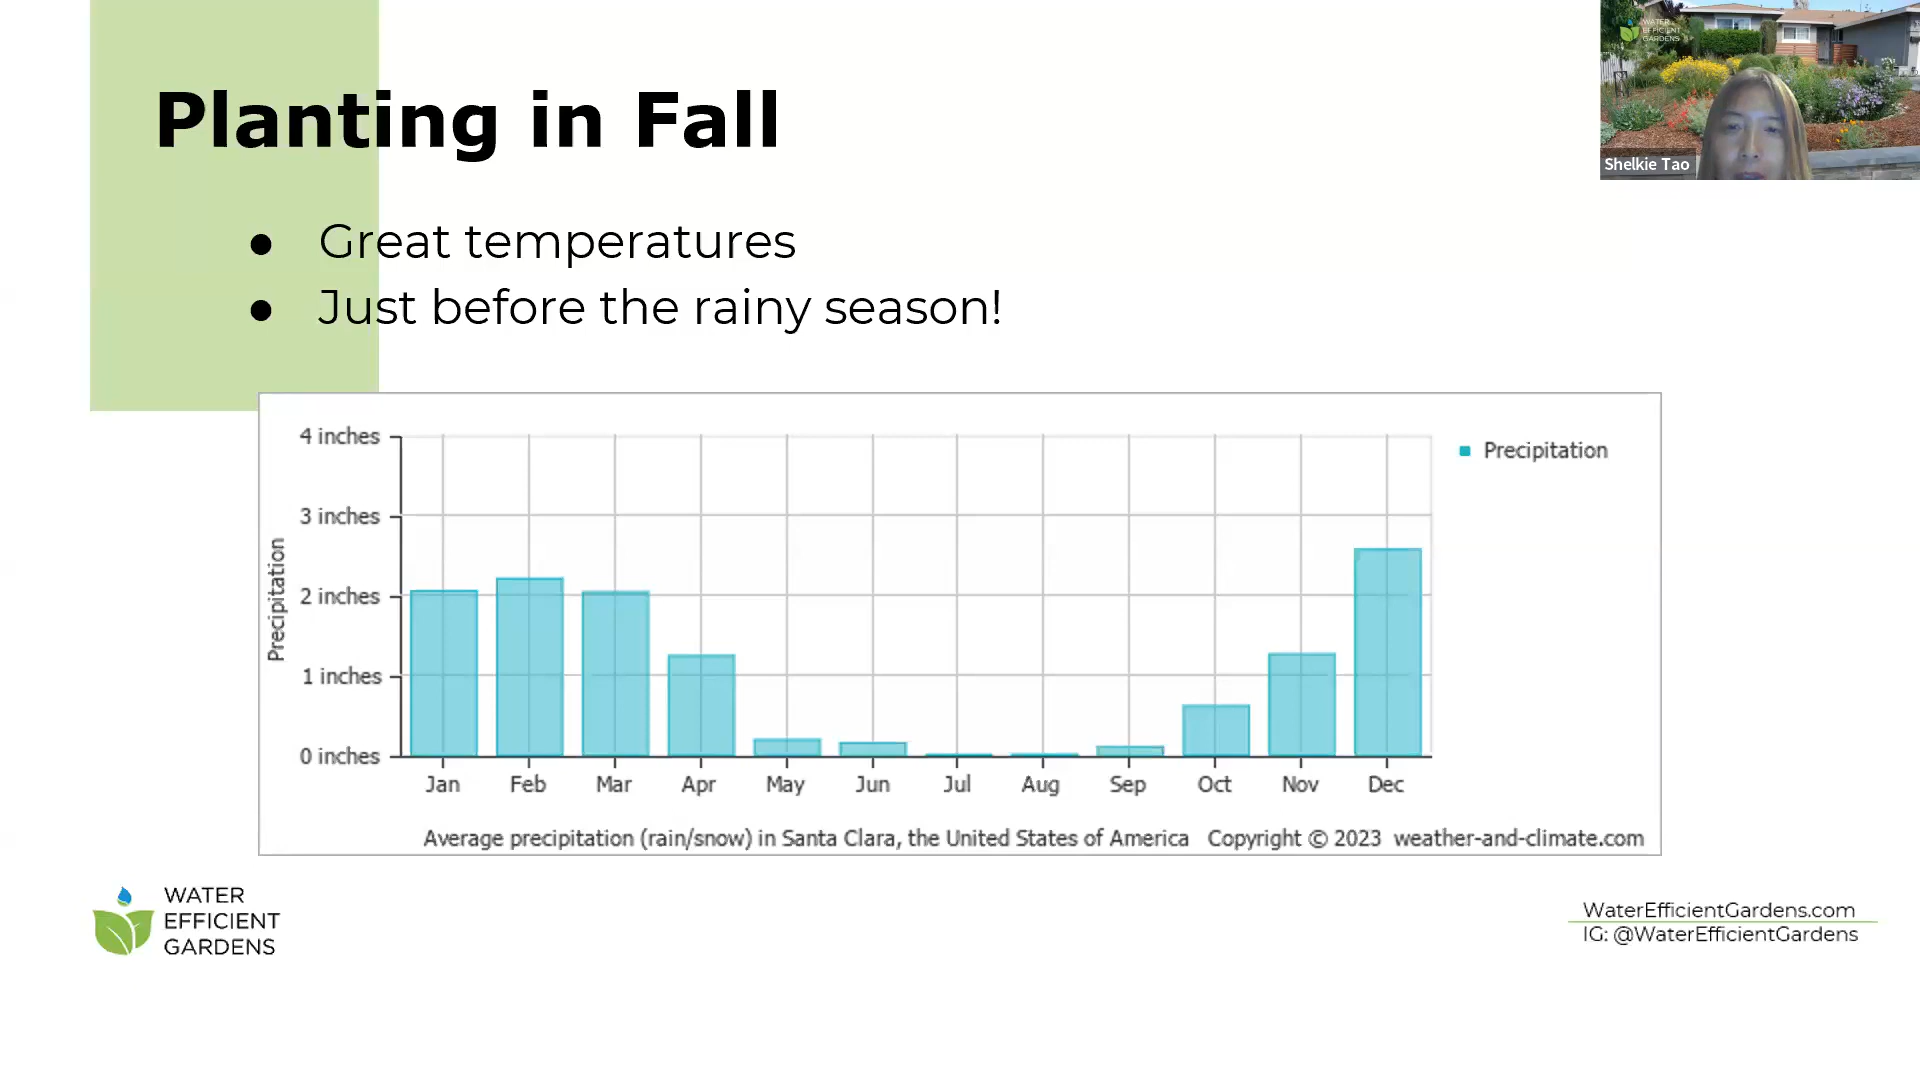 Planting in Fall
WATER
EFFICIENT
GARDENS
Shelkie Tao
● Great temperatures
● Just before the rainy season!
4 inches
3 inches
2 inches
1 inches
0 inches
Precipitation
Precipitation
Jan Feb Mar Apr May Jun Jul Aug Sep Oct Nov Dec
Average precipitation (rain/snow) in Santa Clara, the United States of America Copyright © 2023 weather-and-climate.com
WATER
EFFICIENT
GARDENS
WaterEfficientGardens.com
IG: @WaterEfficientGardens